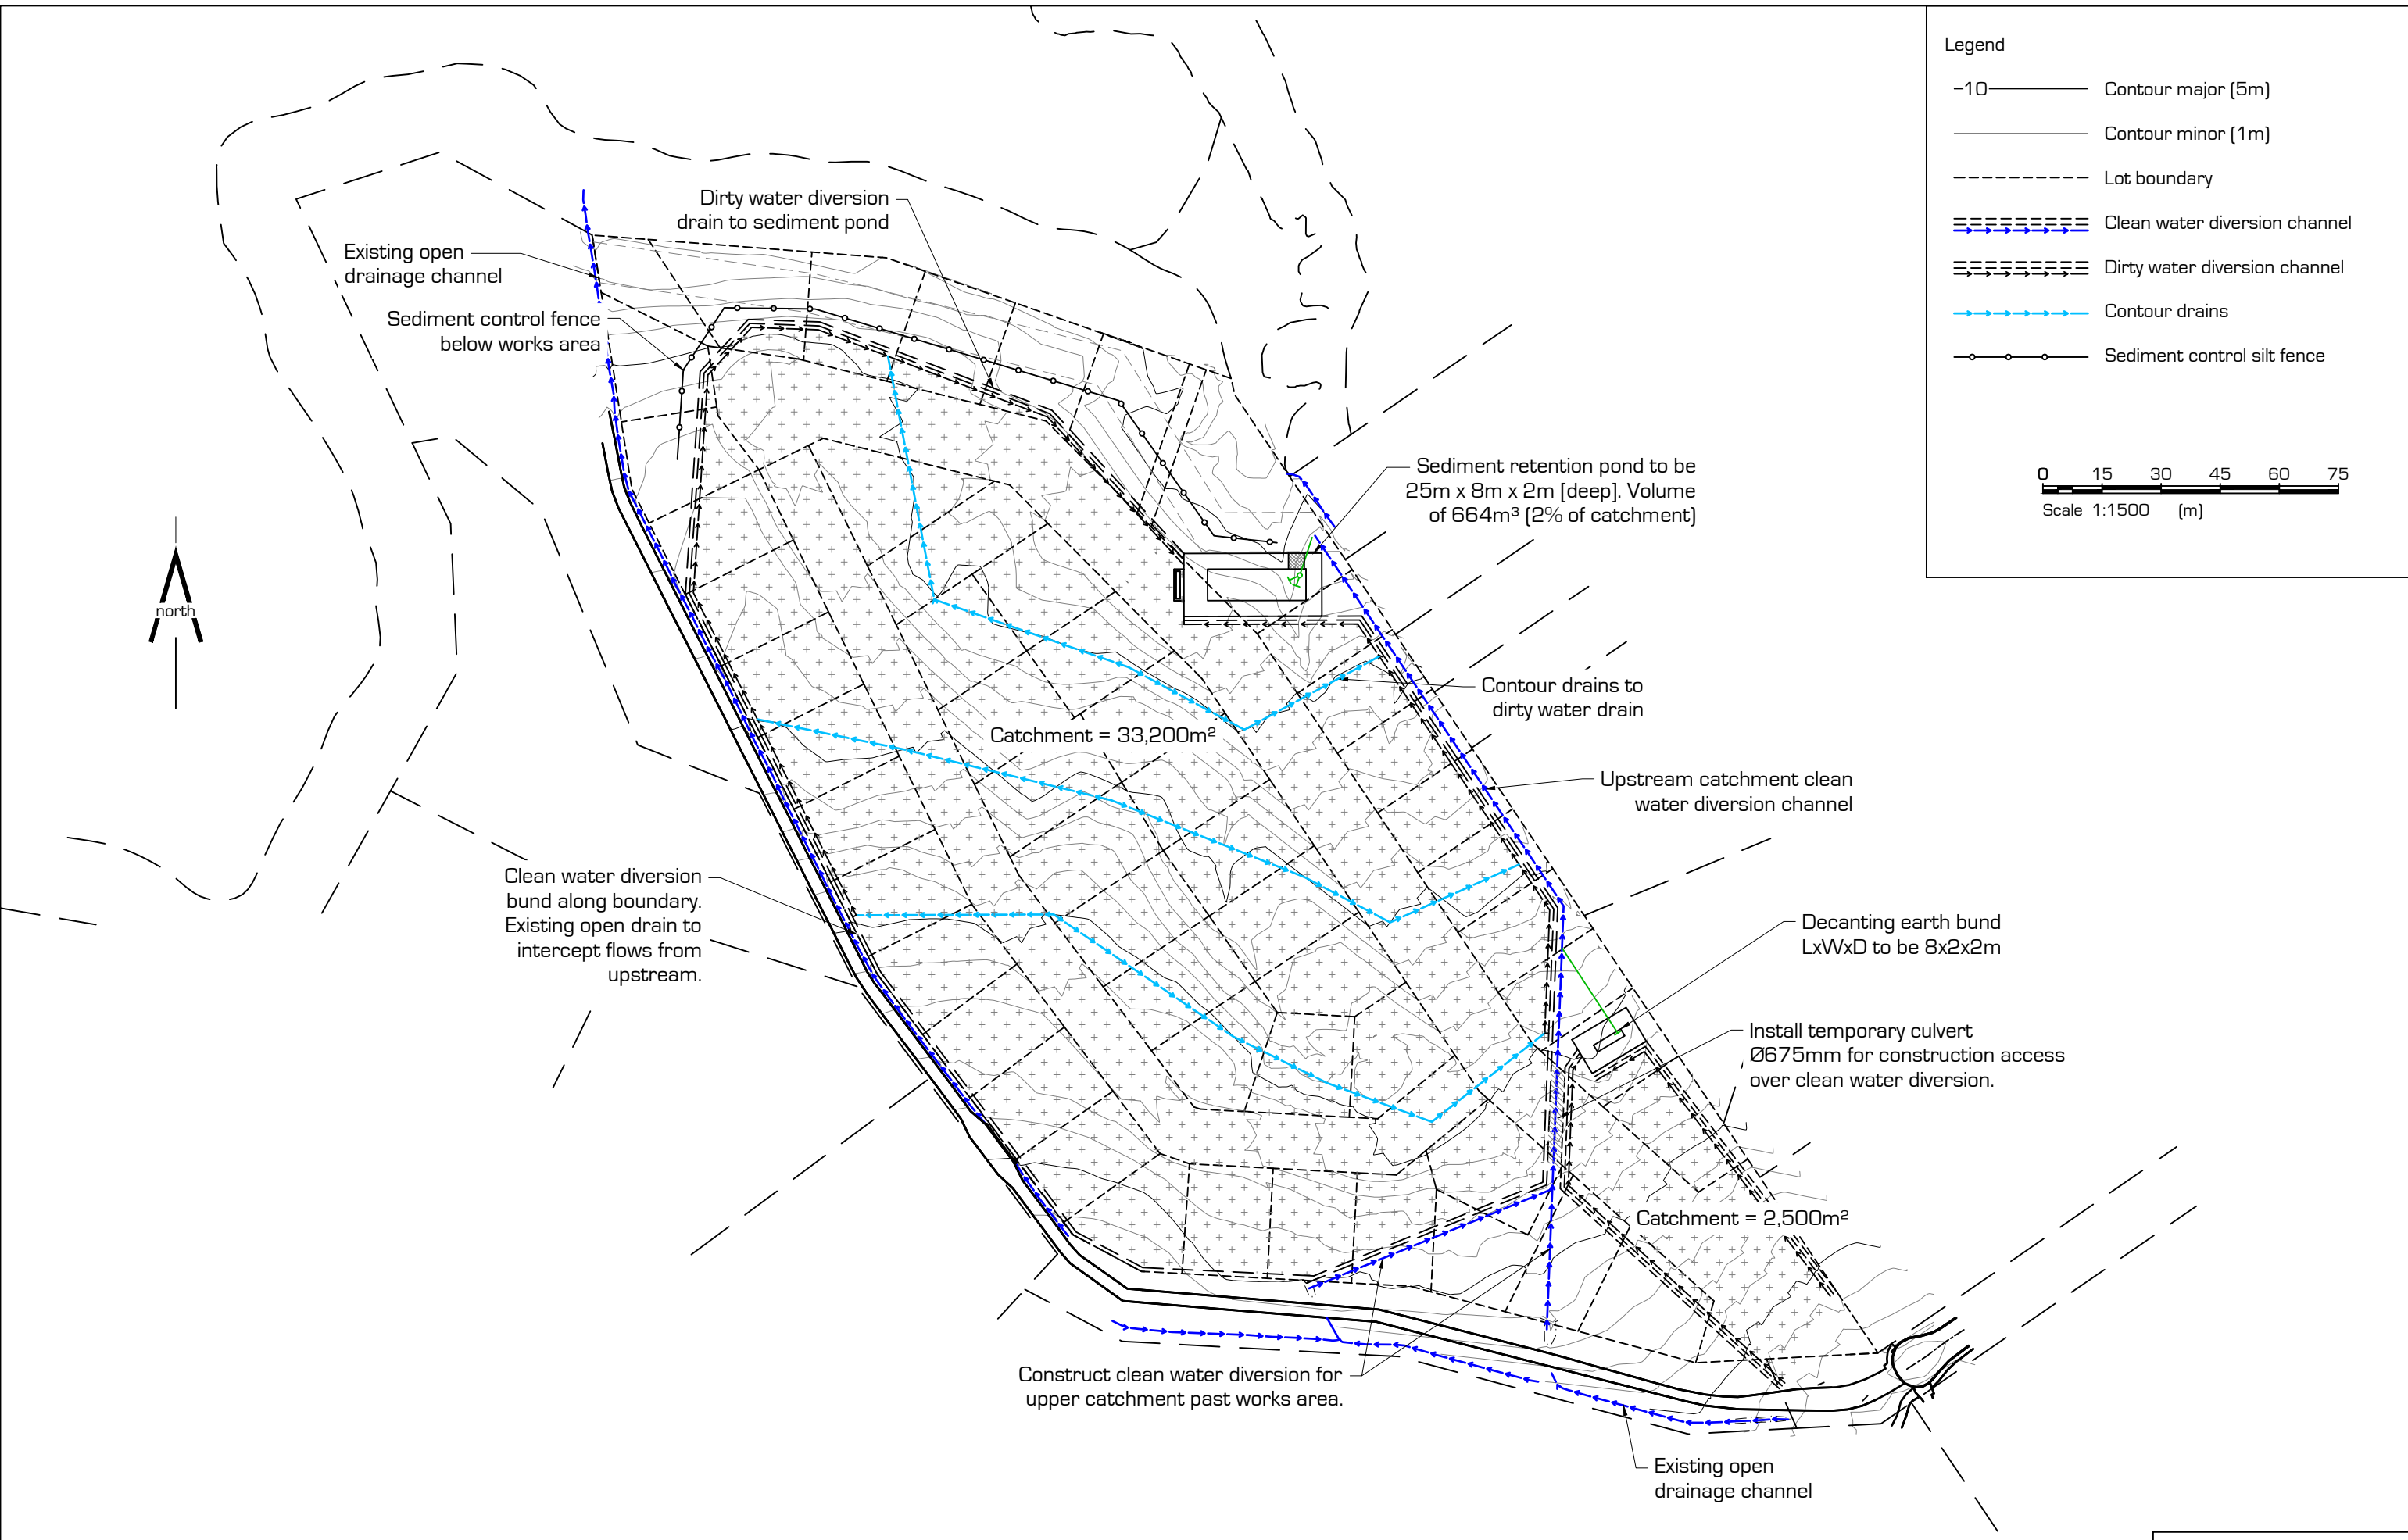 Legend
10
Contour major (5m)
Contour minor (1m)
Lot boundary
Clean water diversion channel
Dirty water diversion channel
Contour drains
Sediment control silt fence
0 15 30 45 60 75
Scale 1:1500 (m)
Dirty water diversion
drain to sediment pond
Existing open
drainage channel
Sediment control fence
below works area
north
Sediment retention pond to be
25m x 8m x 2m [deep]. Volume
of 664m³ (2% of catchment)
Contour drains to
dirty water drain
Catchment = 33,200m²
Upstream catchment clean
water diversion channel
Clean water diversion
bund along boundary.
Existing open drain to
intercept flows from
upstream.
Decanting earth bund
LxWxD to be 8x2x2m
Install temporary culvert
Ø675mm for construction access
over clean water diversion.
Catchment = 2,500m²
Construct clean water diversion for
upper catchment past works area.
Existing open
drainage channel